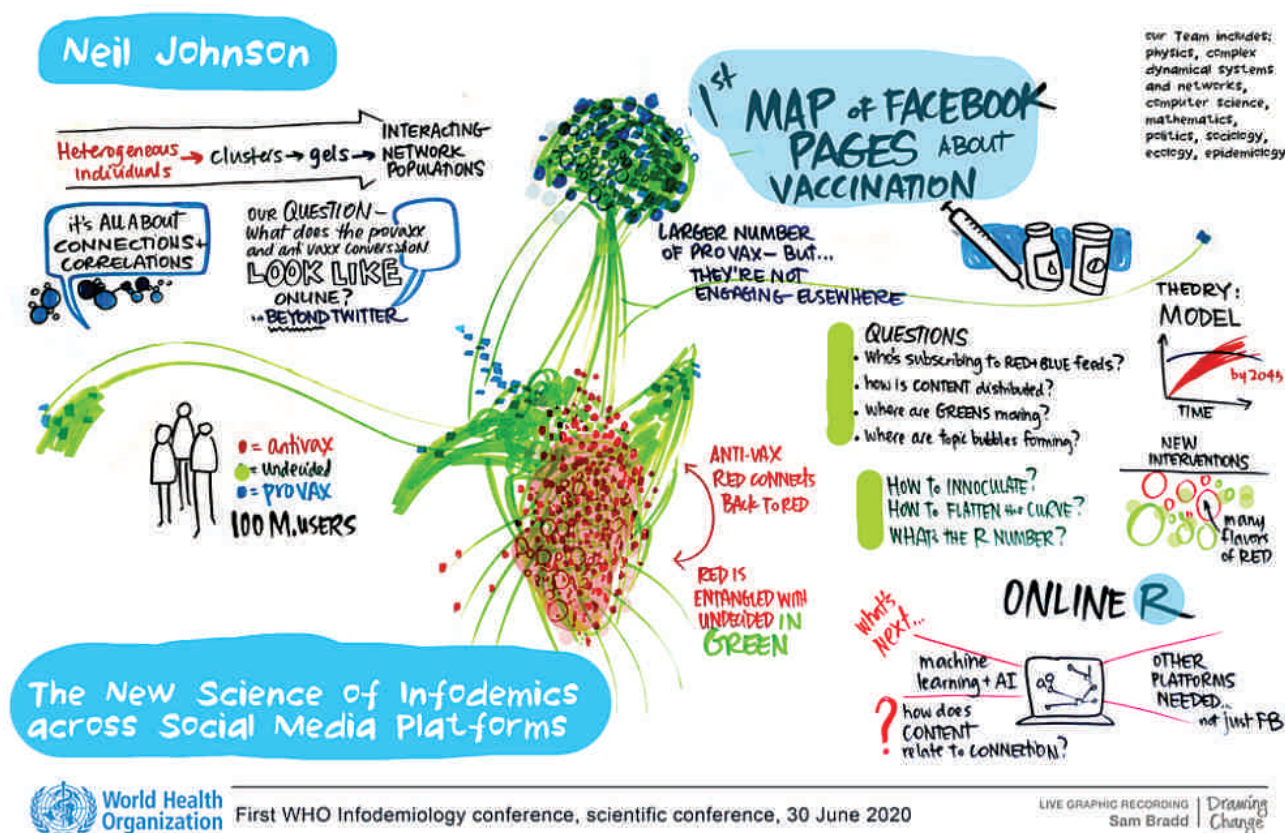 Neil Johnson
Heterogeneous
individuals → clusters → gels →
INTERACTING
NETWORK
POPULATIONS
it's ALL ABOUT
CONNECTIONS +
CORRELATIONS
OUR QUESTION –
What does the provaxx
and anti vaxx conversation
LOOK LIKE
ONLINE?
... BEYOND TWITTER
1st
MAP of FACEBOOK
PAGES ABOUT
VACCINATION
our Team includes:
physics, complex
dynamical systems
and networks,
computer science,
mathematics,
politics, sociology,
ecology, epidemiology
LARGER NUMBER
OF PROVAX – BUT...
THEY'RE NOT
ENGAGING ELSEWHERE
= antivax
= undecided
= PROVAX
100 M. USERS
ANTI-VAX
RED CONNECTS
BACK TO RED
RED IS
ENTANGLED WITH
UNDECIDED IN
GREEN
QUESTIONS
• Who's subscribing to RED+BLUE feeds?
• how is CONTENT distributed?
• where are GREENS moving?
• where are topic bubbles forming?
HOW TO INNOCULATE?
HOW TO FLATTEN the CURVE?
WHAT'S THE R NUMBER?
THEORY:
MODEL
by 2045
TIME
NEW
INTERVENTIONS
many
flavors
of RED
ONLINE R
What's
NEXT...
machine
learning + AI
? how does
CONTENT
relate to CONNECTION?
OTHER
PLATFORMS
NEEDED...
not just FB
The New Science of Infodemics
across Social Media Platforms
World Health
Organization
First WHO Infodemiology conference, scientific conference, 30 June 2020
LIVE GRAPHIC RECORDING
Sam Bradd
Drawing
Change